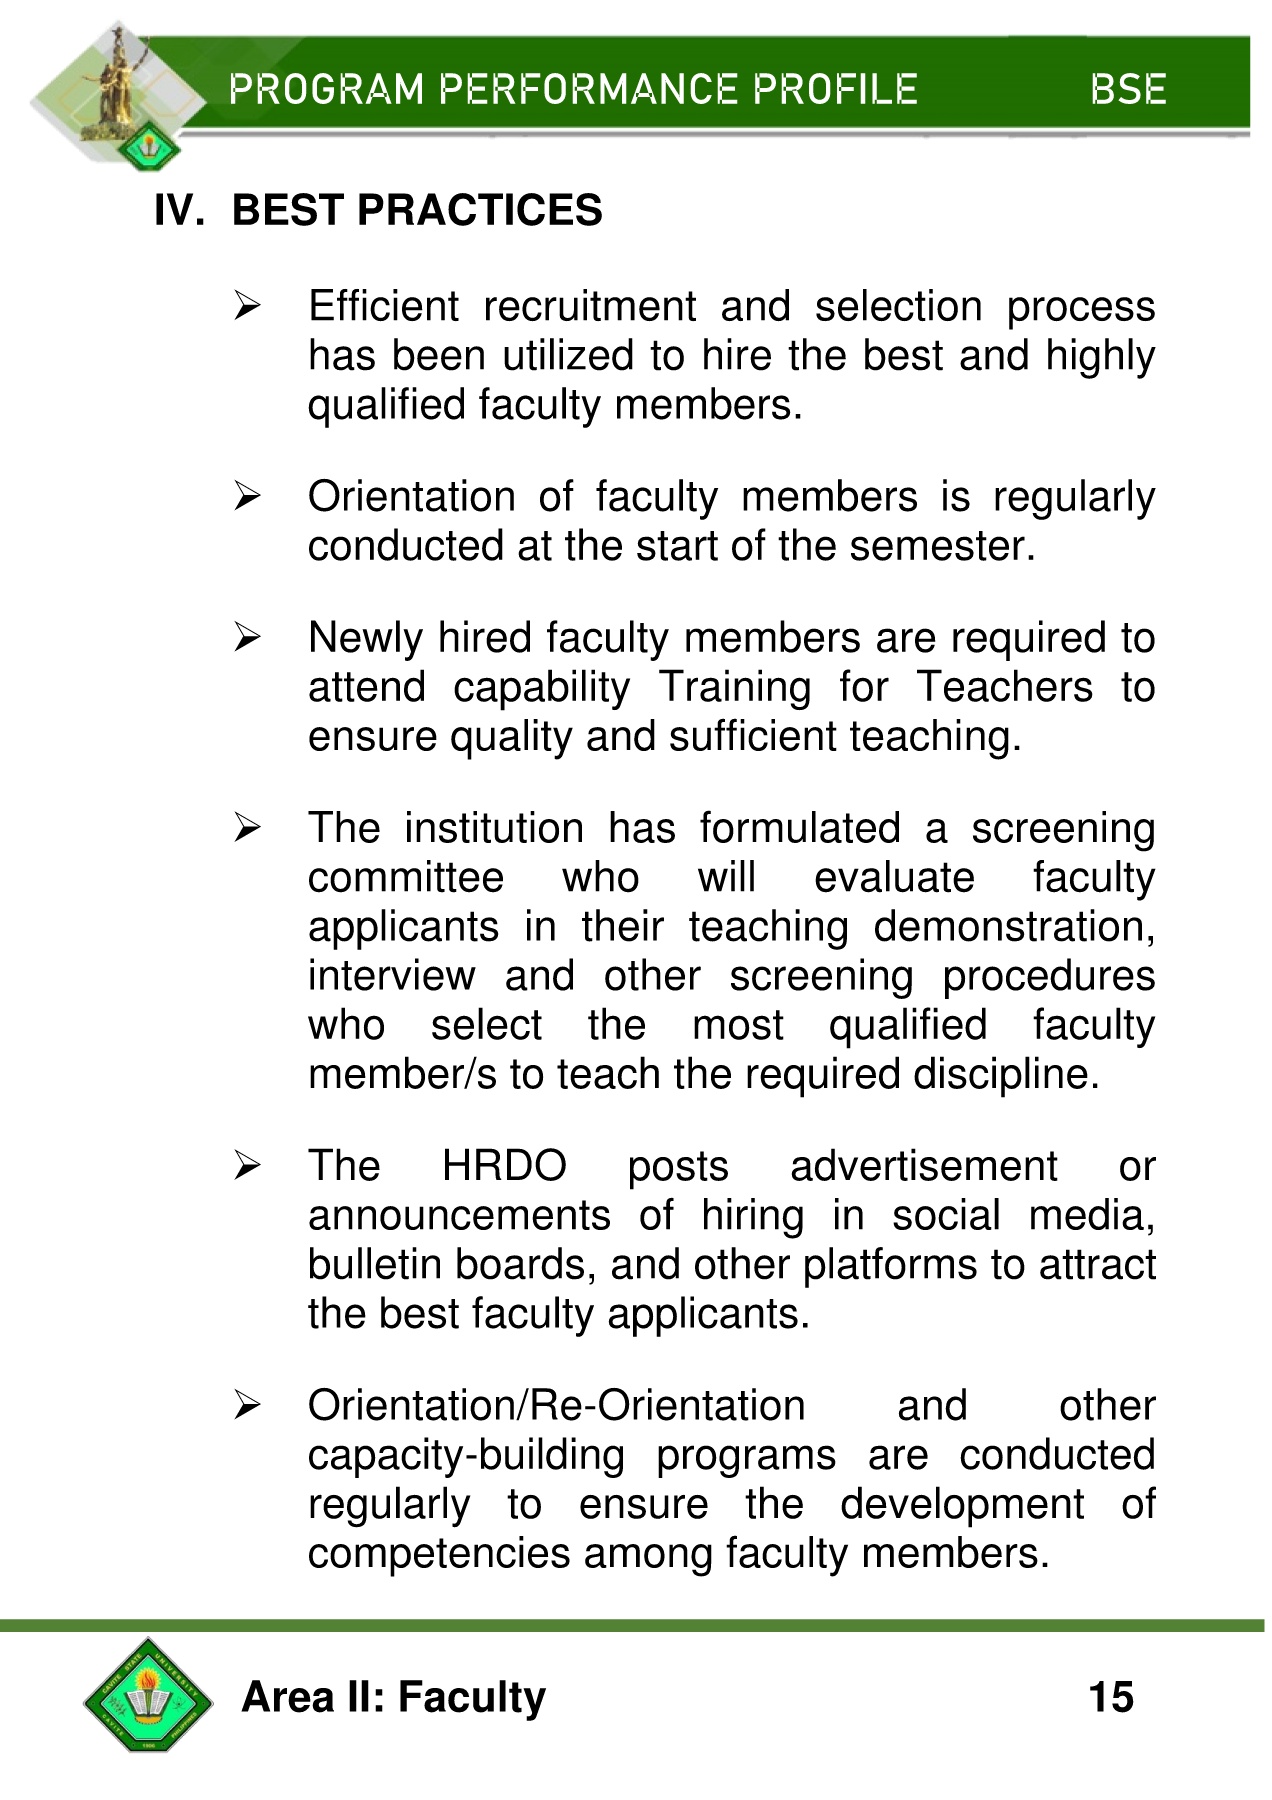 PROGRAM PERFORMANCE PROFILE BSE
IV. BEST PRACTICES
➢ Efficient recruitment and selection process
has been utilized to hire the best and highly
qualified faculty members.
➢ Orientation of faculty members is regularly
conducted at the start of the semester.
➢ Newly hired faculty members are required to
attend capability Training for Teachers to
ensure quality and sufficient teaching.
➢ The institution has formulated a screening
committee who will evaluate faculty
applicants in their teaching demonstration,
interview and other screening procedures
who select the most qualified faculty
member/s to teach the required discipline.
➢ The HRDO posts advertisement or
announcements of hiring in social media,
bulletin boards, and other platforms to attract
the best faculty applicants.
➢ Orientation/Re-Orientation and other
capacity-building programs are conducted
regularly to ensure the development of
competencies among faculty members.
CAVITE STATE UNIVERSITY
CAVITE
1906
PHILIPPINES
Area II: Faculty 15